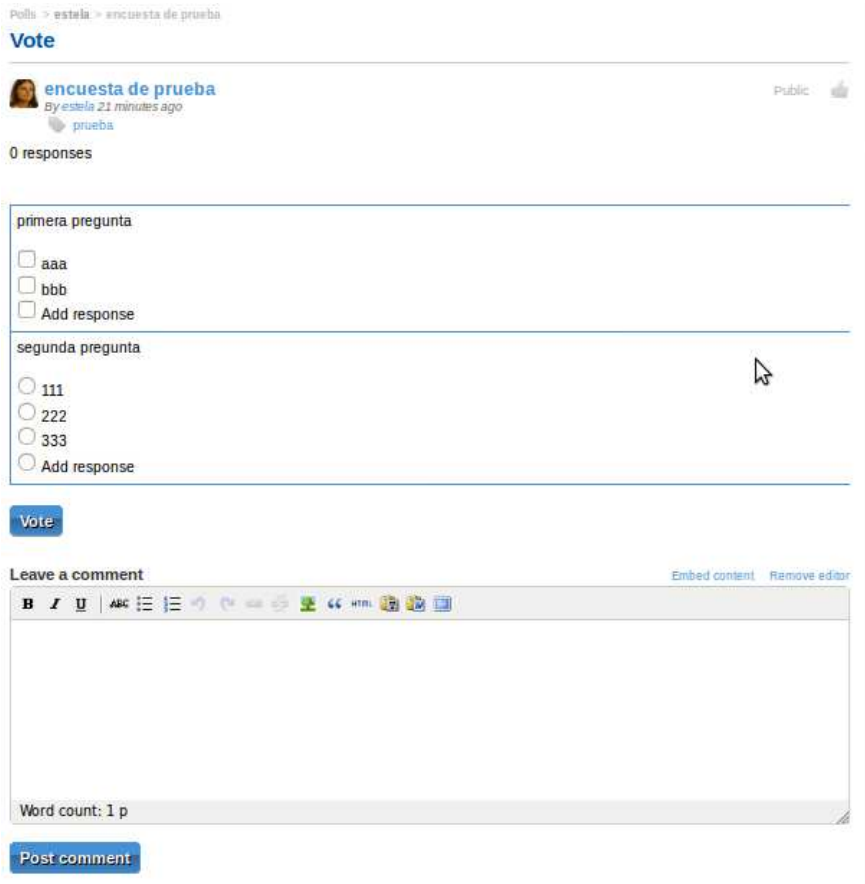 Polls > estela > encuesta de prueba
Vote
encuesta de prueba
Public
By estela 21 minutes ago
prueba
0 responses
primera pregunta
aaa
bbb
Add response
segunda pregunta
111
222
333
Add response
Vote
Leave a comment
Embed content Remove editor
B I U ABC HTML
Word count: 1 p
Post comment